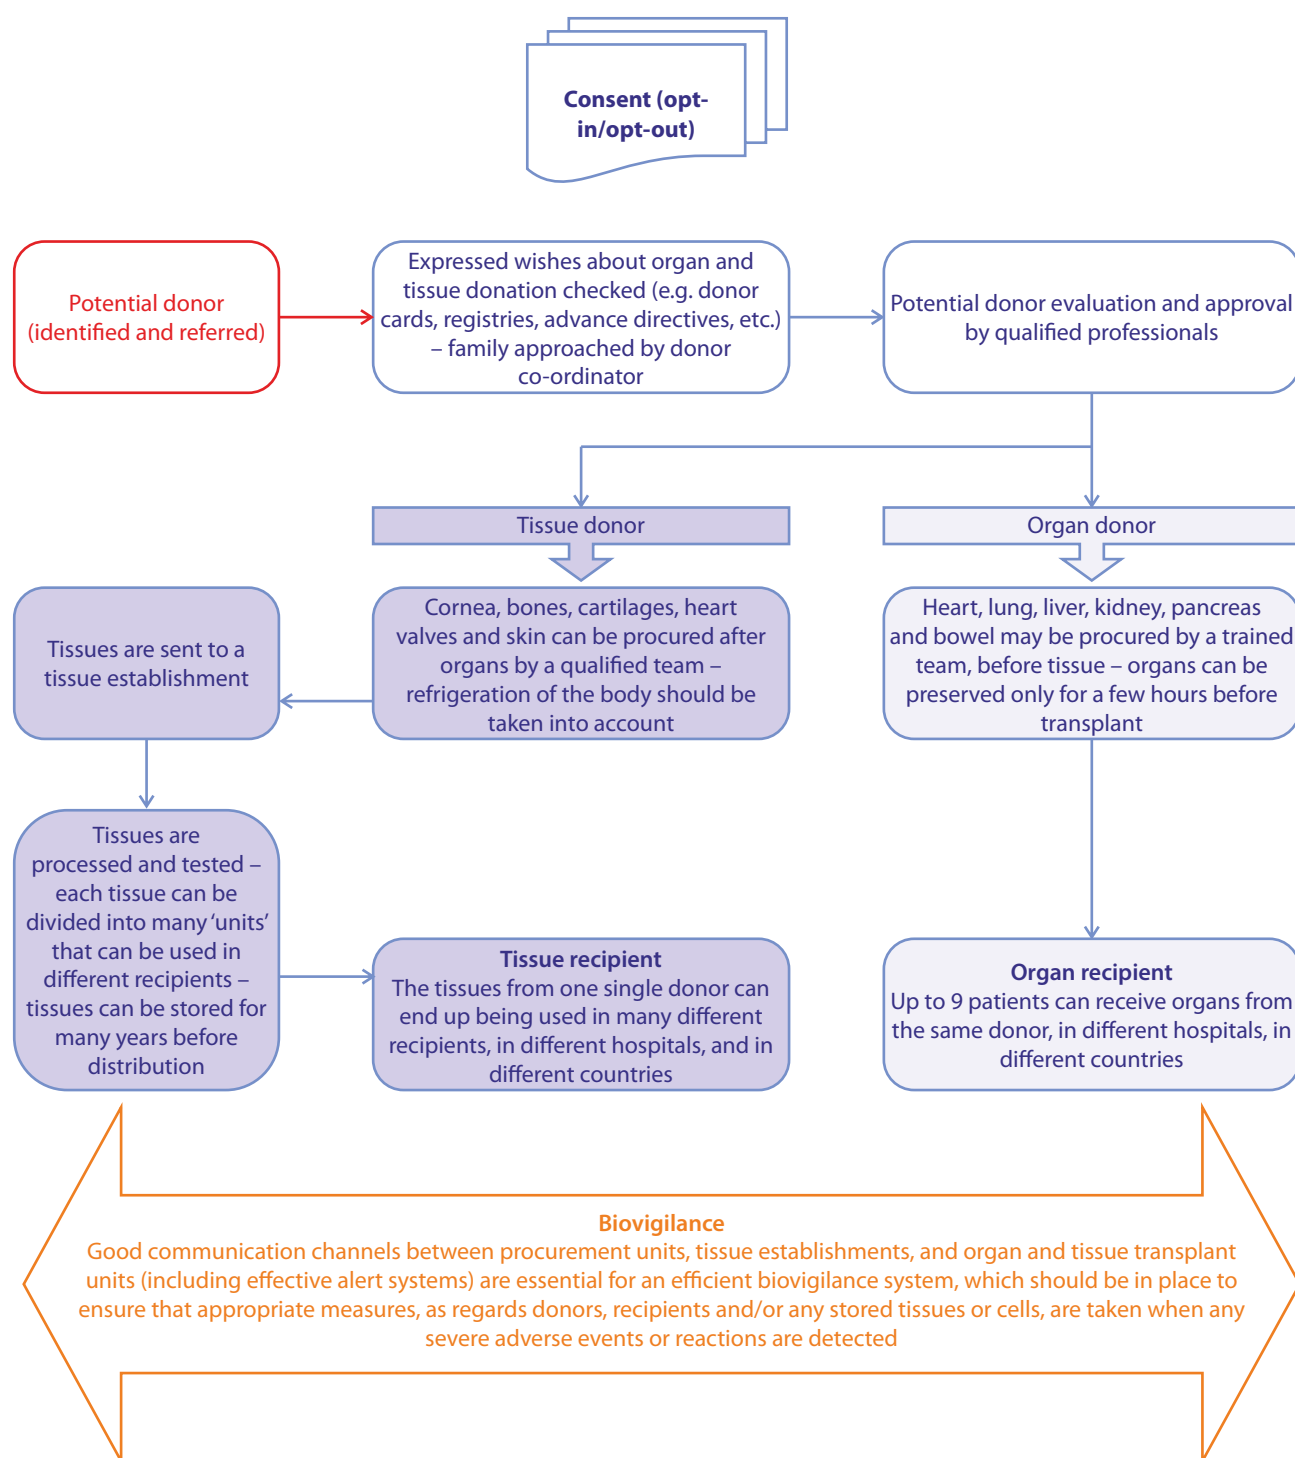 Consent (opt-
in/opt-out)
Potential donor
(identified and referred)
Expressed wishes about organ and
tissue donation checked (e.g. donor
cards, registries, advance directives, etc.)
– family approached by donor
co-ordinator
Potential donor evaluation and approval
by qualified professionals
Tissue donor
Organ donor
Tissues are sent to a
tissue establishment
Cornea, bones, cartilages, heart
valves and skin can be procured after
organs by a qualified team –
refrigeration of the body should be
taken into account
Heart, lung, liver, kidney, pancreas
and bowel may be procured by a trained
team, before tissue – organs can be
preserved only for a few hours before
transplant
Tissues are
processed and tested –
each tissue can be
divided into many ‘units’
that can be used in
different recipients –
tissues can be stored for
many years before
distribution
Tissue recipient
The tissues from one single donor can
end up being used in many different
recipients, in different hospitals, and in
different countries
Organ recipient
Up to 9 patients can receive organs from
the same donor, in different hospitals, in
different countries
Biovigilance
Good communication channels between procurement units, tissue establishments, and organ and tissue transplant
units (including effective alert systems) are essential for an efficient biovigilance system, which should be in place to
ensure that appropriate measures, as regards donors, recipients and/or any stored tissues or cells, are taken when any
severe adverse events or reactions are detected